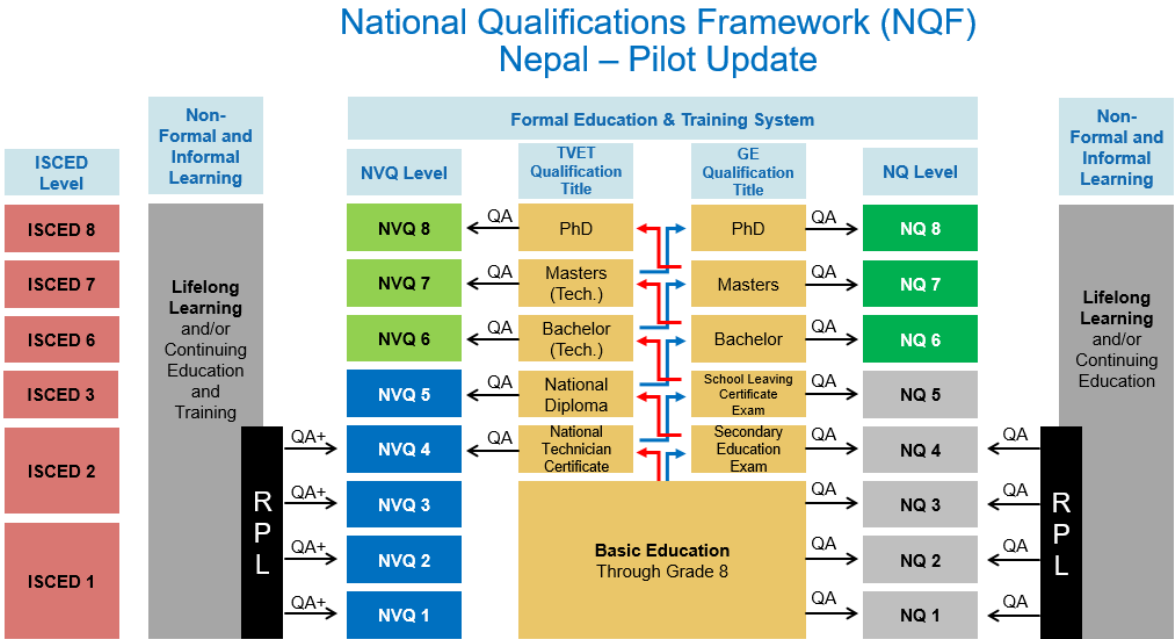 National Qualifications Framework (NQF)
Nepal – Pilot Update
Non-
Formal and
Informal
Learning
Formal Education & Training System
Non-
Formal and
Informal
Learning
ISCED
Level
NVQ Level
TVET
Qualification
Title
GE
Qualification
Title
NQ Level
ISCED 8
NVQ 8
QA
PhD
PhD
QA
NQ 8
ISCED 7
NVQ 7
QA
Masters
(Tech.)
Masters
QA
NQ 7
ISCED 6
NVQ 6
QA
Bachelor
(Tech.)
Bachelor
QA
NQ 6
ISCED 3
NVQ 5
QA
National
Diploma
School Leaving
Certificate
Exam
QA
NQ 5
ISCED 2
QA+
NVQ 4
QA
National
Technician
Certificate
Secondary
Education
Exam
QA
NQ 4
QA
QA+
NVQ 3
QA
NQ 3
QA
ISCED 1
QA+
NVQ 2
Basic Education
Through Grade 8
QA
NQ 2
QA
QA+
NVQ 1
QA
NQ 1
QA
Lifelong
Learning
and/or
Continuing
Education
and
Training
R
P
L
Lifelong
Learning
and/or
Continuing
Education
R
P
L